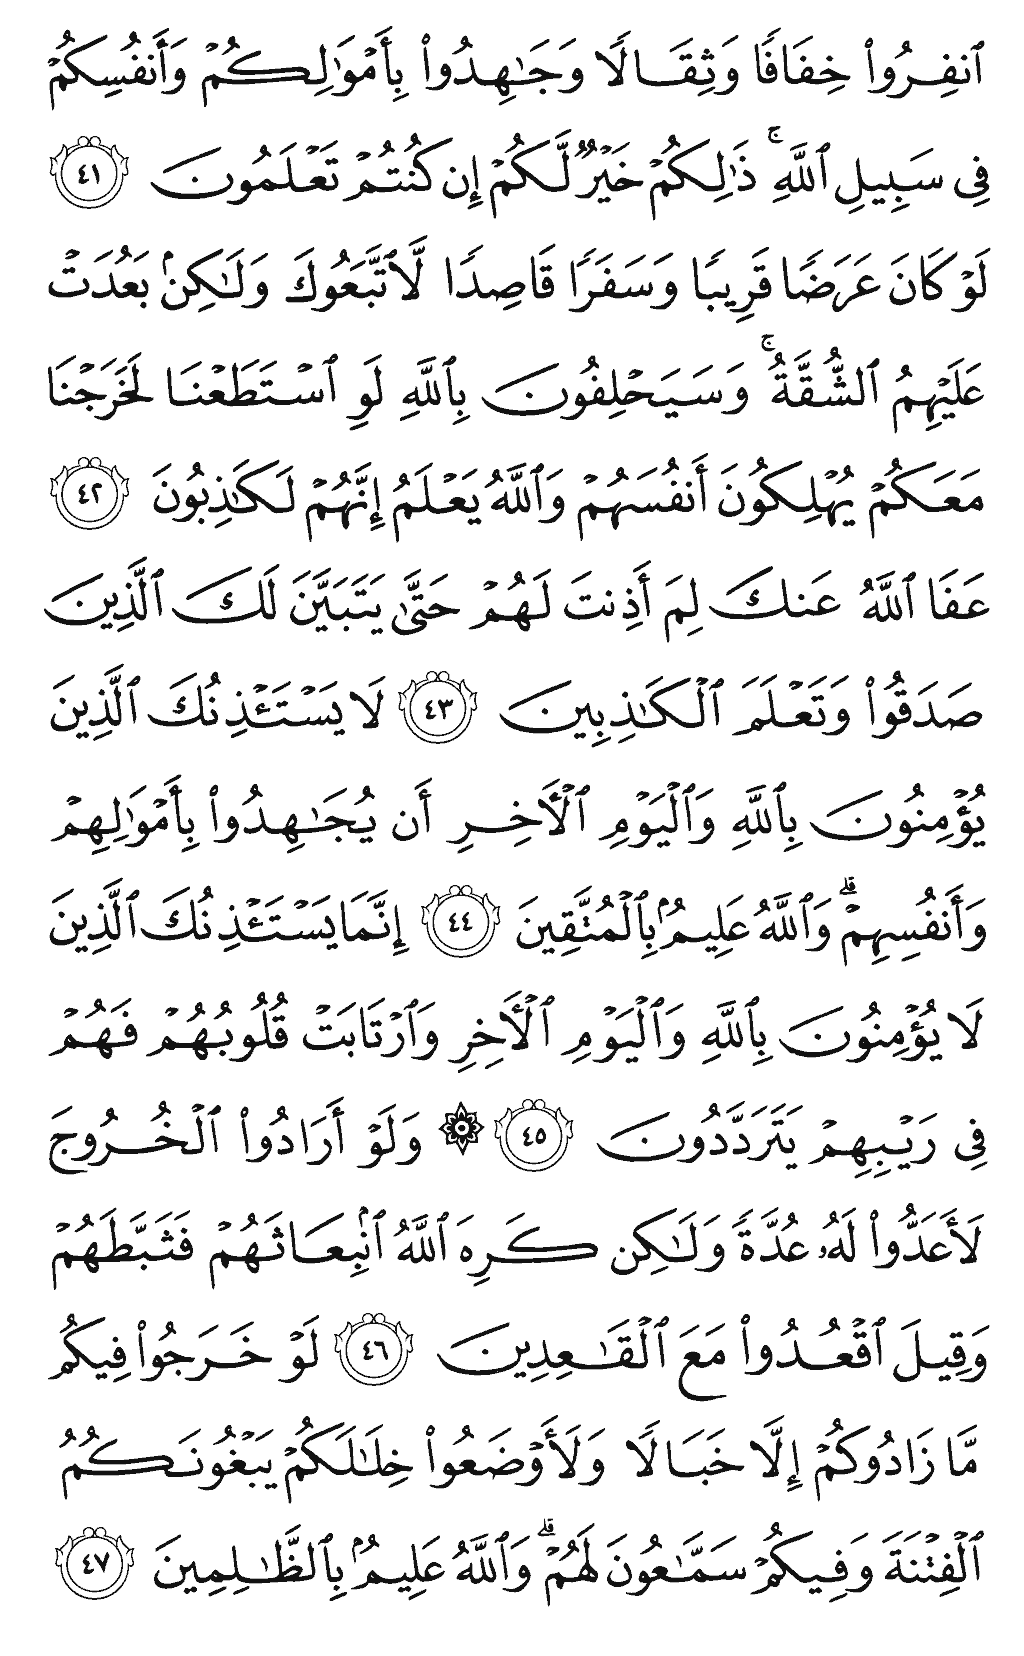 ٱنفِرُوا۟ خِفَافًا وَثِقَالًا وَجَٰهِدُوا۟ بِأَمْوَٰلِكُمْ وَأَنفُسِكُمْ
فِى سَبِيلِ ٱللَّهِ ۚ ذَٰلِكُمْ خَيْرٌ لَّكُمْ إِن كُنتُمْ تَعْلَمُونَ ٤١
لَوْ كَانَ عَرَضًا قَرِيبًا وَسَفَرًا قَاصِدًا لَّٱتَّبَعُوكَ وَلَٰكِنۢ بَعُدَتْ
عَلَيْهِمُ ٱلشُّقَّةُ ۚ وَسَيَحْلِفُونَ بِٱللَّهِ لَوِ ٱسْتَطَعْنَا لَخَرَجْنَا
مَعَكُمْ يُهْلِكُونَ أَنفُسَهُمْ وَٱللَّهُ يَعْلَمُ إِنَّهُمْ لَكَٰذِبُونَ ٤٢
عَفَا ٱللَّهُ عَنكَ لِمَ أَذِنتَ لَهُمْ حَتَّىٰ يَتَبَيَّنَ لَكَ ٱلَّذِينَ
صَدَقُوا۟ وَتَعْلَمَ ٱلْكَٰذِبِينَ ٤٣ لَا يَسْتَـْٔذِنُكَ ٱلَّذِينَ
يُؤْمِنُونَ بِٱللَّهِ وَٱلْيَوْمِ ٱلْـَٔاخِرِ أَن يُجَٰهِدُوا۟ بِأَمْوَٰلِهِمْ
وَأَنفُسِهِمْ ۗ وَٱللَّهُ عَلِيمٌۢ بِٱلْمُتَّقِينَ ٤٤ إِنَّمَا يَسْتَـْٔذِنُكَ ٱلَّذِينَ
لَا يُؤْمِنُونَ بِٱللَّهِ وَٱلْيَوْمِ ٱلْـَٔاخِرِ وَٱرْتَابَتْ قُلُوبُهُمْ فَهُمْ
فِى رَيْبِهِمْ يَتَرَدَّدُونَ ٤٥ ۞ وَلَوْ أَرَادُوا۟ ٱلْخُرُوجَ
لَأَعَدُّوا۟ لَهُۥ عُدَّةً وَلَٰكِن كَرِهَ ٱللَّهُ ٱنۢبِعَاثَهُمْ فَثَبَّطَهُمْ
وَقِيلَ ٱقْعُدُوا۟ مَعَ ٱلْقَٰعِدِينَ ٤٦ لَوْ خَرَجُوا۟ فِيكُم
مَّا زَادُوكُمْ إِلَّا خَبَالًا وَلَأَوْضَعُوا۟ خِلَٰلَكُمْ يَبْغُونَكُمُ
ٱلْفِتْنَةَ وَفِيكُمْ سَمَّٰعُونَ لَهُمْ ۗ وَٱللَّهُ عَلِيمٌۢ بِٱلظَّٰلِمِينَ ٤٧